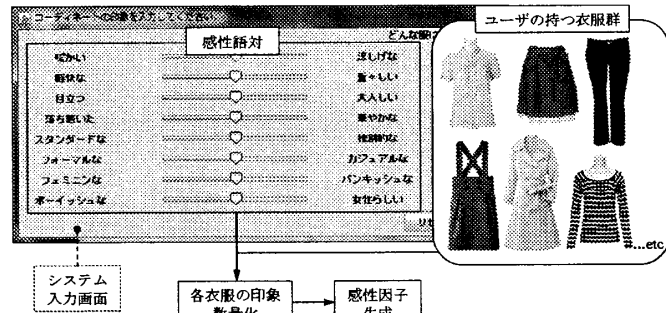 コーディネートの印象を入力してください
どんな服に
感性語対
ユーザの持つ衣服群
暖かい
涼しげな
軽快な
重々しい
目立つ
大人しい
落ち着いた
華やかな
スタンダードな
個別的な
フォーマルな
カジュアルな
フェミニンな
パンキッシュな
ボーイッシュな
女性らしい
リセ
...etc
システム
入力画面
各衣服の印象
数量化
感性因子
生成